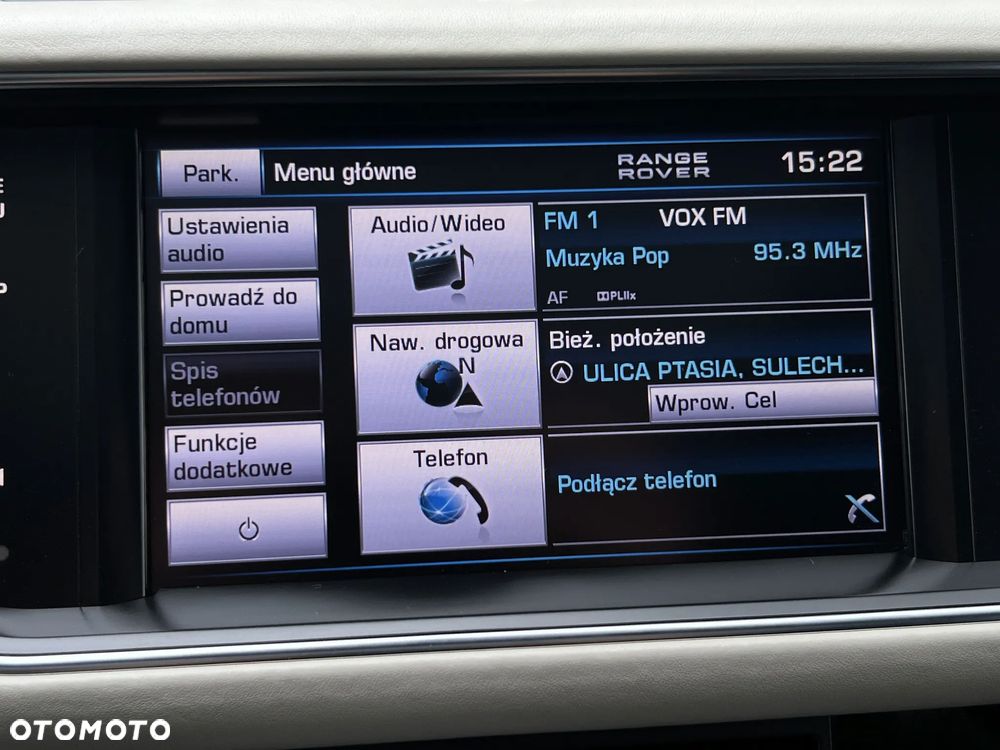 Park.
Menu główne
RANGE
ROVER
15:22
Ustawienia
audio
Prowadź do
domu
Spis
telefonów
Funkcje
dodatkowe
Audio/Wideo
Naw. drogowa
N
Telefon
FM 1 VOX FM
Muzyka Pop 95.3 MHz
AF PLIIx
Bież. położenie
ULICA PTASIA, SULECH...
Wprow. Cel
Podłącz telefon
OTOMOTO